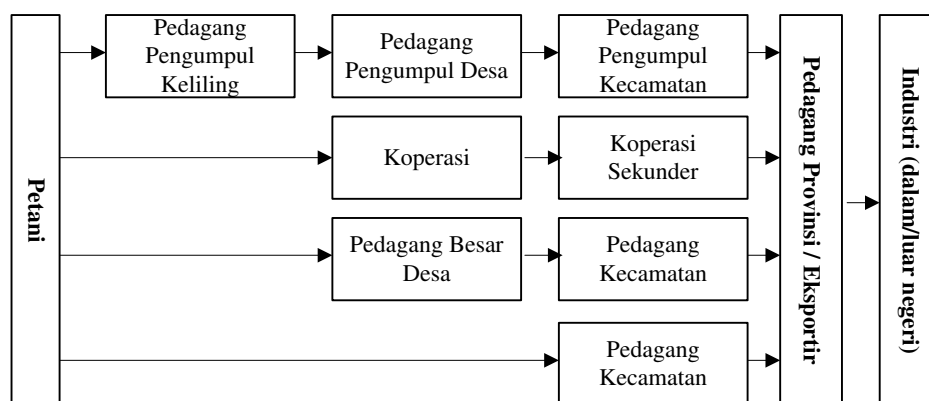 Petani
Pedagang
Pengumpul
Keliling
Pedagang
Pengumpul Desa
Pedagang
Pengumpul
Kecamatan
Koperasi
Koperasi
Sekunder
Pedagang Besar
Desa
Pedagang
Kecamatan
Pedagang
Kecamatan
Pedagang Provinsi / Eksportir
Industri (dalam/luar negeri)